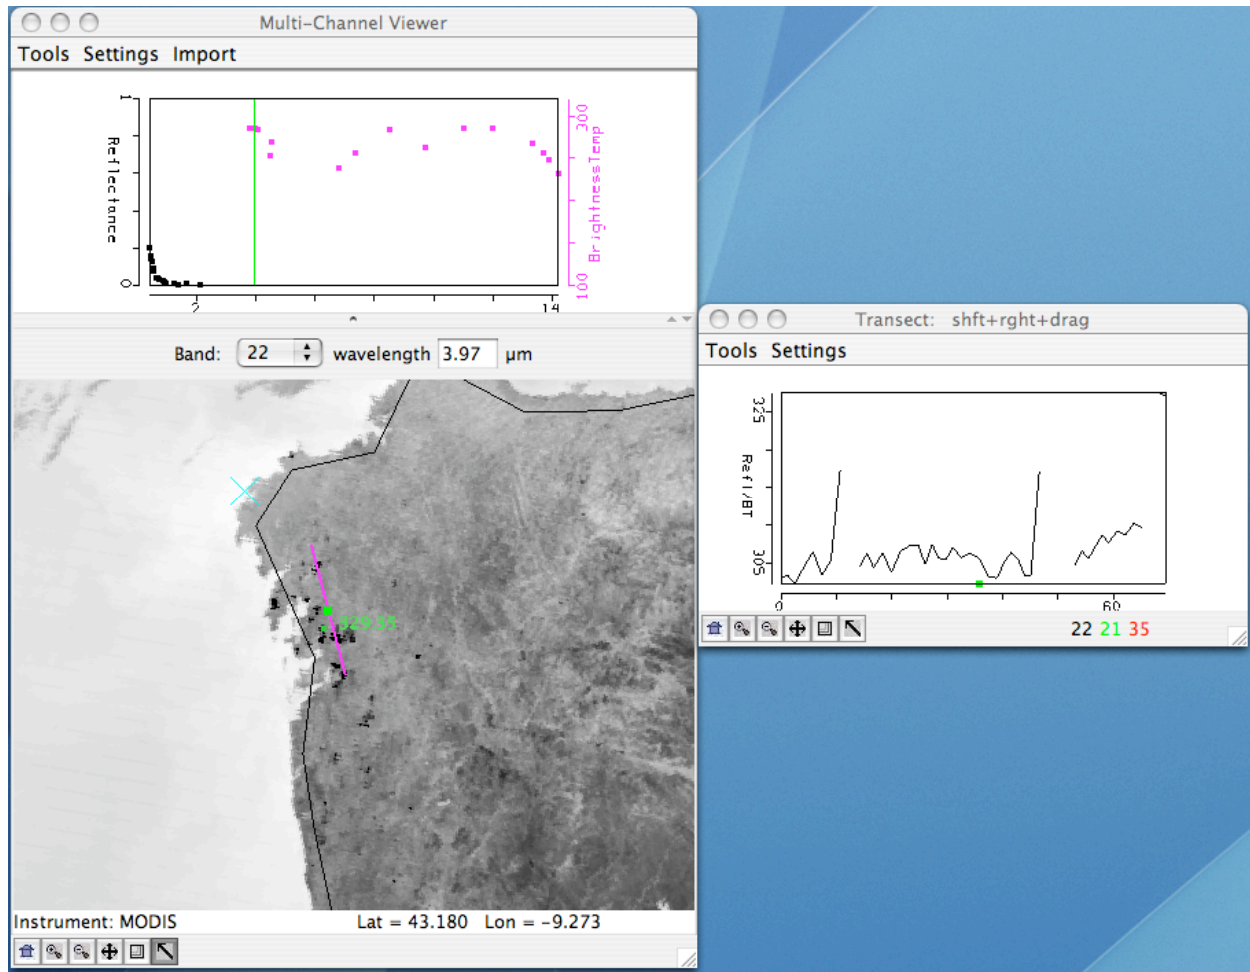 Multi-Channel Viewer
Tools Settings Import
1
Reflectance
0
2
14
300
BrightnessTemp
100
Band: 22 wavelength 3.97 µm
Instrument: MODIS Lat = 43.180 Lon = -9.273
Transect: shft+rght+drag
Tools Settings
325
Refl/BT
305
0
60
22 21 35